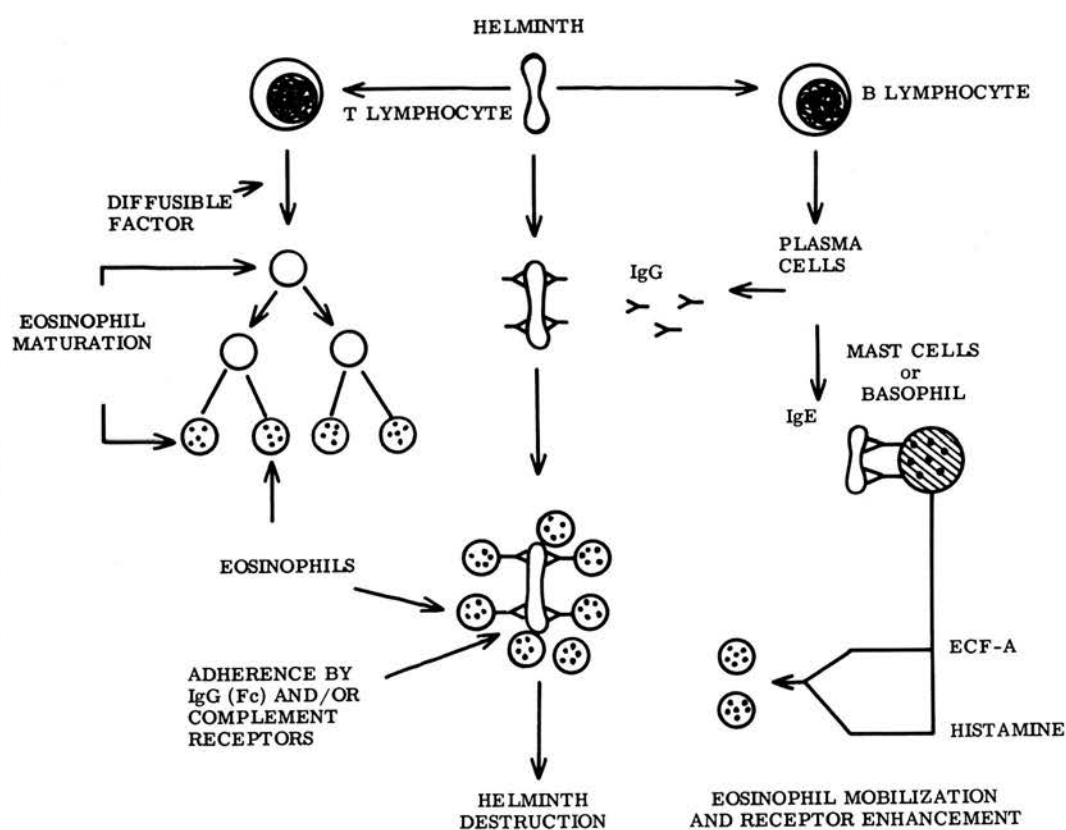 HELMINTH
T LYMPHOCYTE
B LYMPHOCYTE
DIFFUSIBLE
FACTOR
PLASMA
CELLS
IgG
EOSINOPHIL
MATURATION
MAST CELLS
or
BASOPHIL
IgE
EOSINOPHILS
ADHERENCE BY
IgG (Fc) AND/OR
COMPLEMENT
RECEPTORS
ECF-A
HISTAMINE
HELMINTH
DESTRUCTION
EOSINOPHIL MOBILIZATION
AND RECEPTOR ENHANCEMENT